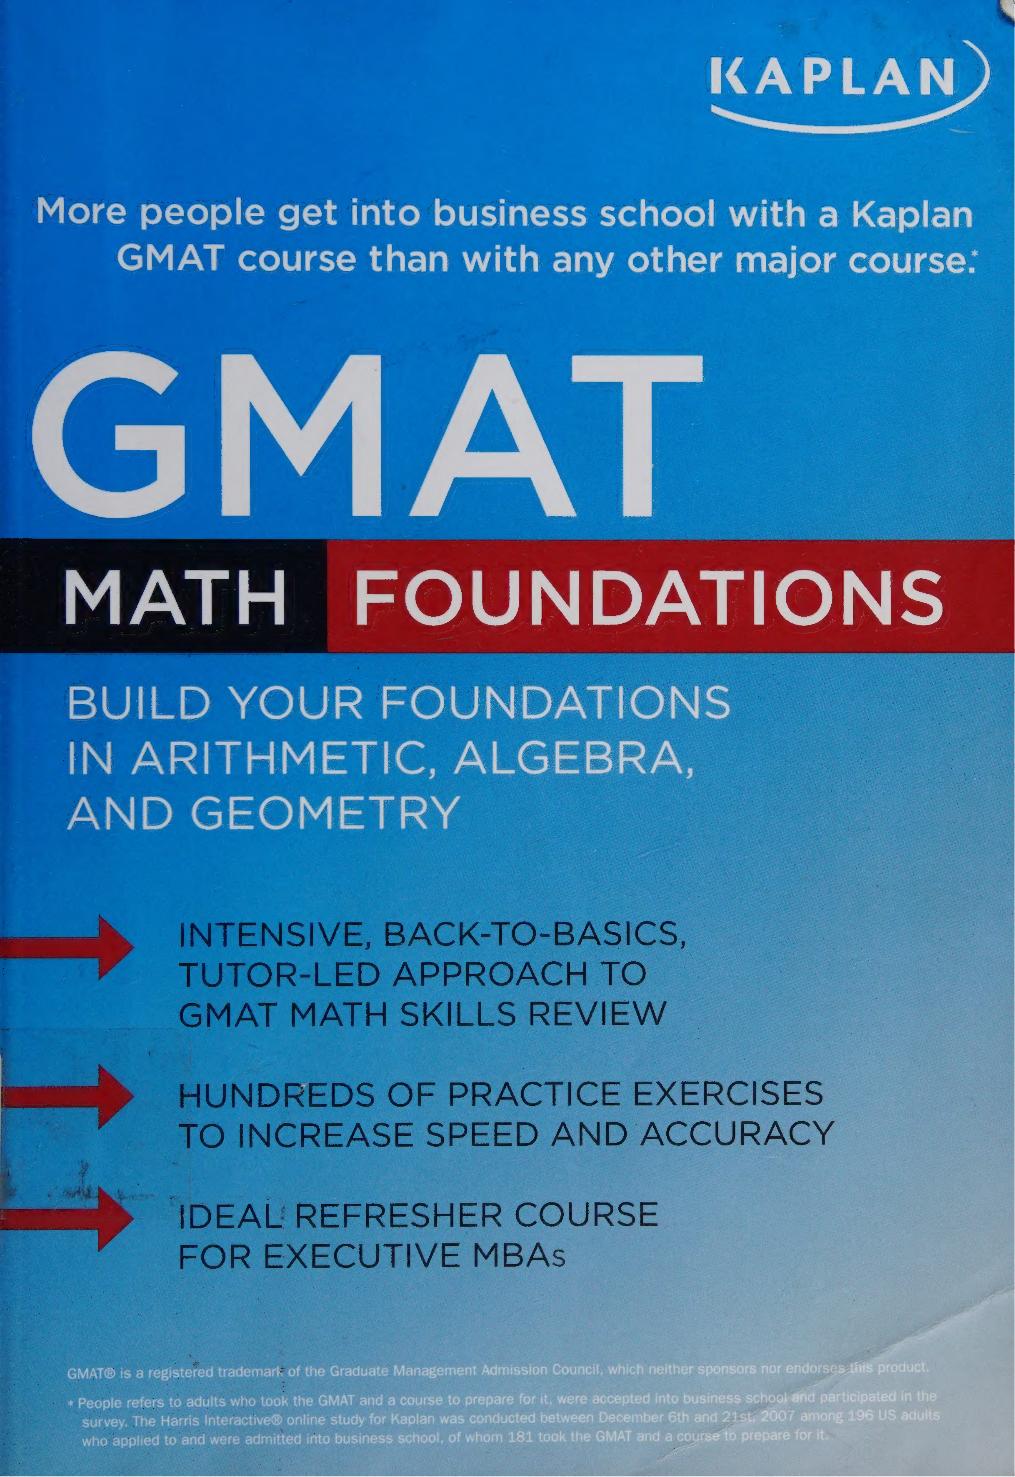 KAPLAN
More people get into business school with a Kaplan
GMAT course than with any other major course.*
GMAT
MATH FOUNDATIONS
BUILD YOUR FOUNDATIONS
IN ARITHMETIC, ALGEBRA,
AND GEOMETRY
INTENSIVE, BACK-TO-BASICS,
TUTOR-LED APPROACH TO
GMAT MATH SKILLS REVIEW
HUNDREDS OF PRACTICE EXERCISES
TO INCREASE SPEED AND ACCURACY
IDEAL REFRESHER COURSE
FOR EXECUTIVE MBAs
GMAT® is a registered trademark of the Graduate Management Admission Council, which neither sponsors nor endorses this product.
* People refers to adults who took the GMAT and a course to prepare for it, were accepted into business school and participated in the
survey. The Harris Interactive® online study for Kaplan was conducted between December 6th and 21st, 2007 among 196 US adults
who applied to and were admitted into business school, of whom 181 took the GMAT and a course to prepare for it.